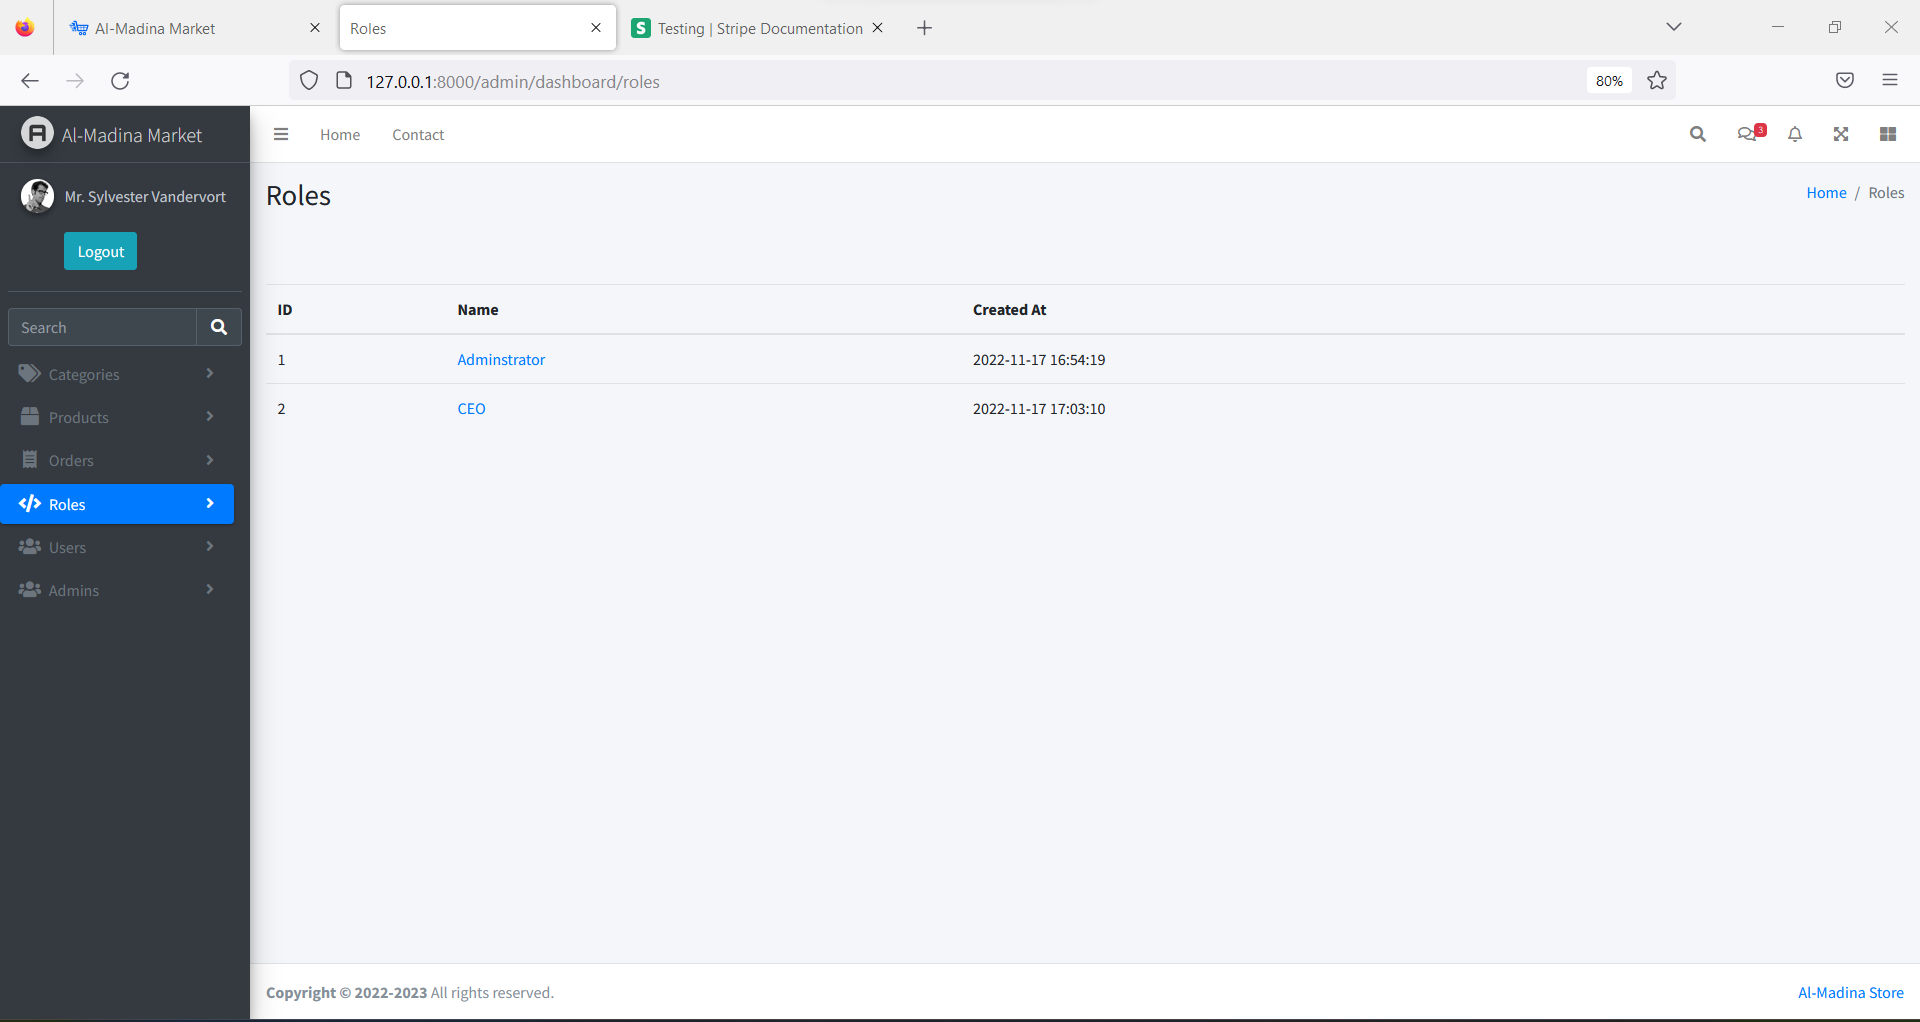 Al-Madina Market
Roles
Testing | Stripe Documentation
127.0.0.1:8000/admin/dashboard/roles
80%
Al-Madina Market
Home
Contact
3
Mr. Sylvester Vandervort
Logout
Search
Categories
Products
Orders
Roles
Users
Admins
Roles
Home / Roles
ID Name Created At
1 Adminstrator 2022-11-17 16:54:19
2 CEO 2022-11-17 17:03:10
Copyright © 2022-2023 All rights reserved.
Al-Madina Store